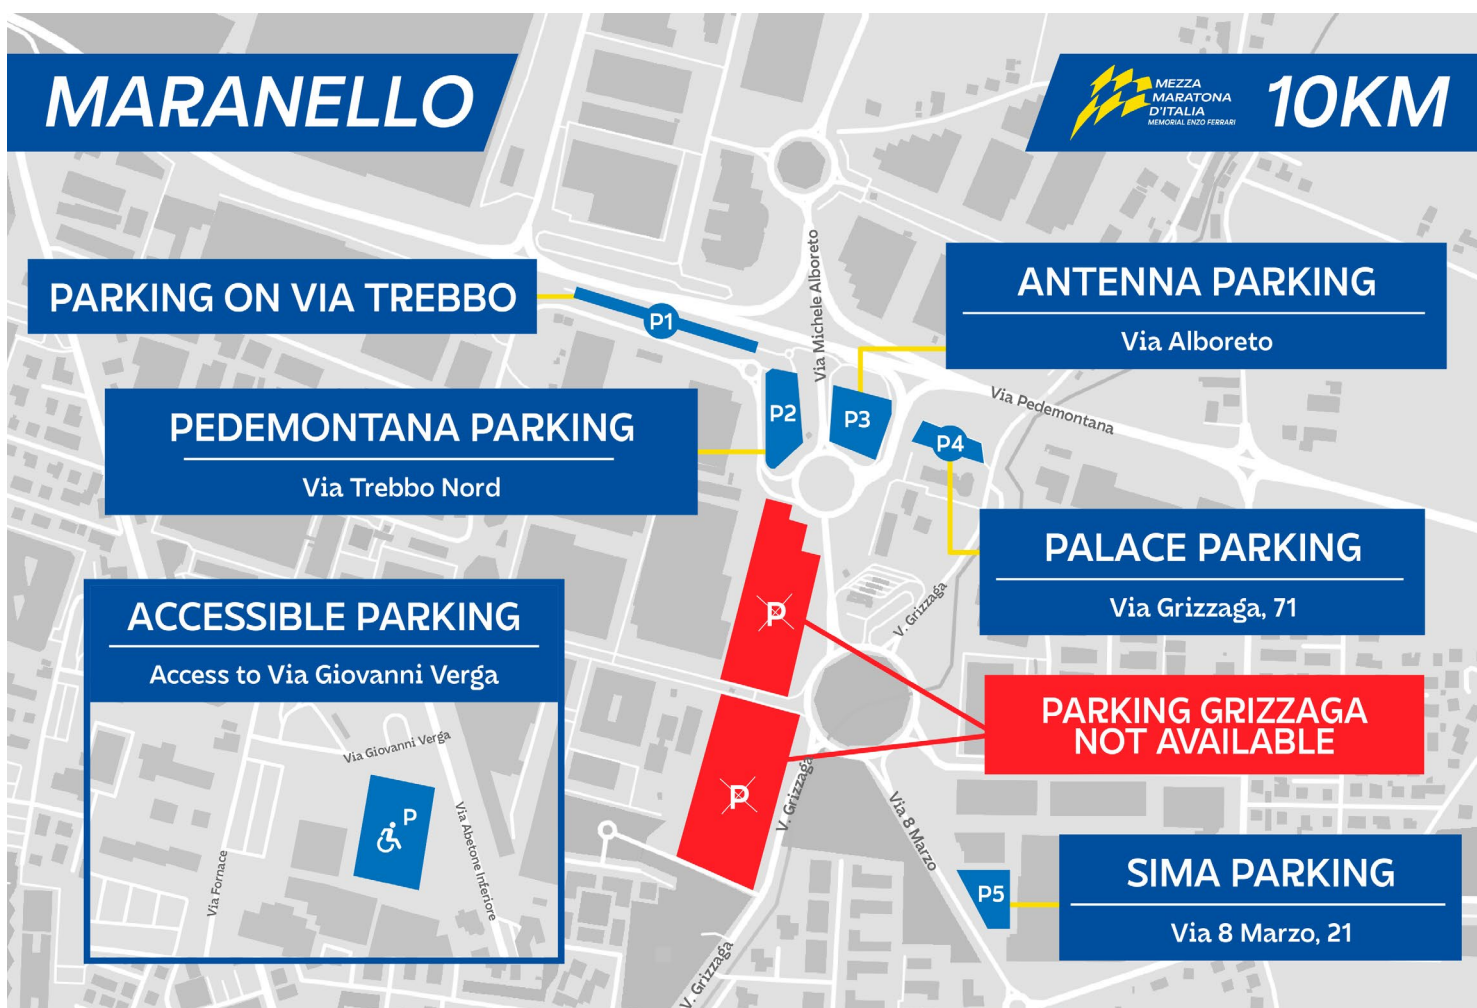 MARANELLO
MEZZA
MARATONA
D'ITALIA
MEMORIAL ENZO FERRARI
10KM
PARKING ON VIA TREBBO
P1
Via Michele Alboreto
ANTENNA PARKING
Via Alboreto
PEDEMONTANA PARKING
Via Trebbo Nord
P2
P3
P4
Via Pedemontana
PALACE PARKING
Via Grizzaga, 71
V. Grizzaga
P
PARKING GRIZZAGA
NOT AVAILABLE
P
V. Grizzaga
Via 8 Marzo
ACCESSIBLE PARKING
Access to Via Giovanni Verga
Via Giovanni Verga
P
Via Fornace
Via Abetone Inferiore
P5
SIMA PARKING
Via 8 Marzo, 21
V. Grizzaga